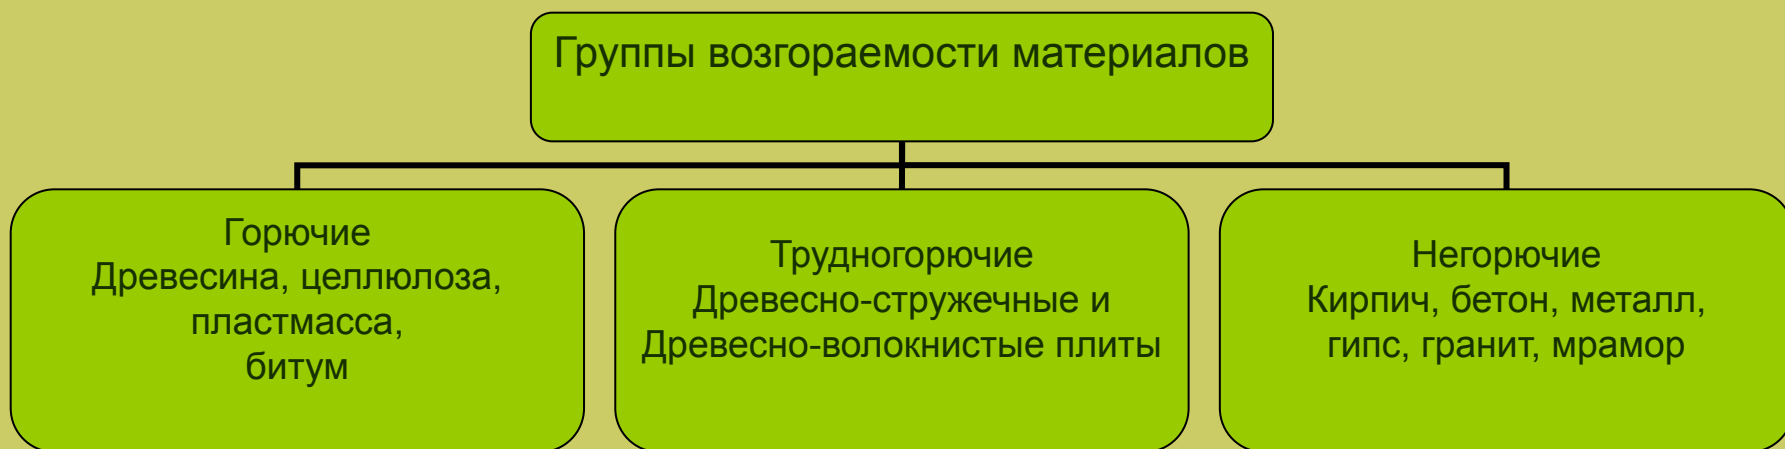 Группы возгораемости материалов
Горючие
Древесина, целлюлоза,
пластмасса,
битум
Трудногорючие
Древесно-стружечные и
Древесно-волокнистые плиты
Негорючие
Кирпич, бетон, металл,
гипс, гранит, мрамор